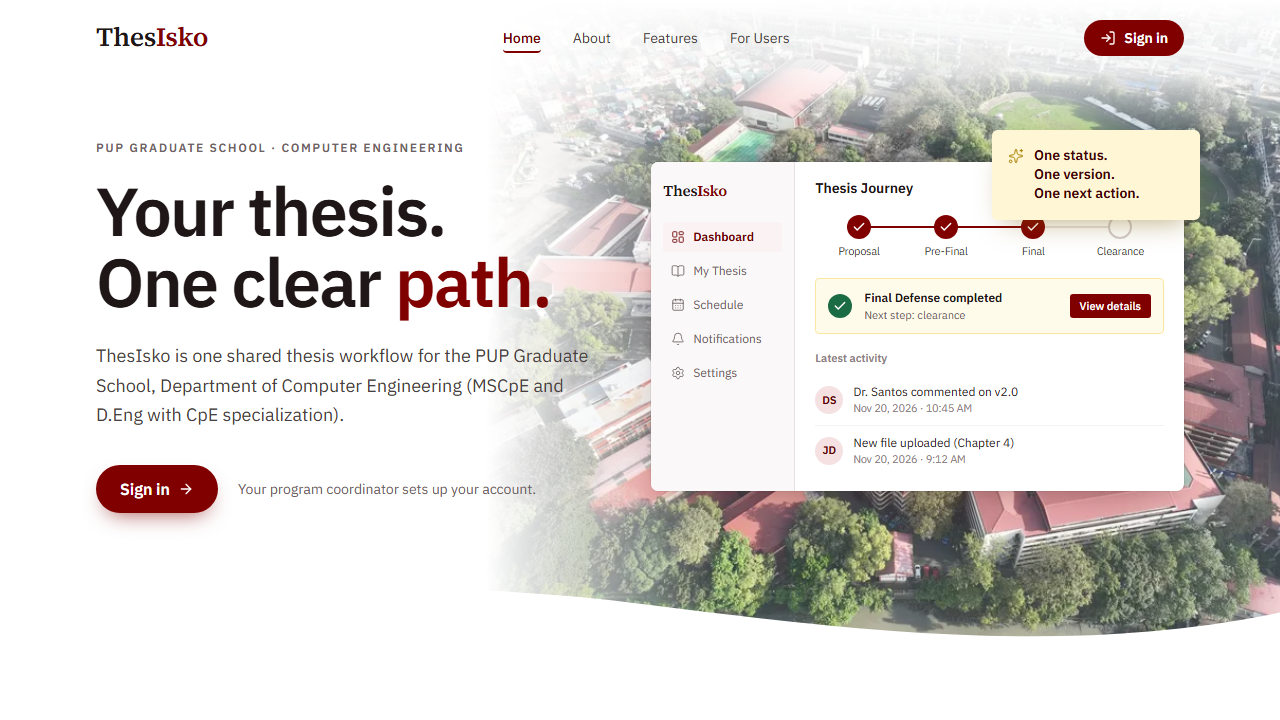 ThesIsko
Home
About
Features
For Users
Sign in
PUP GRADUATE SCHOOL · COMPUTER ENGINEERING
Your thesis.
One clear path.
ThesIsko is one shared thesis workflow for the PUP Graduate
School, Department of Computer Engineering (MSCpE and
D.Eng with CpE specialization).
Sign in
Your program coordinator sets up your account.
ThesIsko
Dashboard
My Thesis
Schedule
Notifications
Settings
Thesis Journey
One status.
One version.
One next action.
Proposal
Pre-Final
Final
Clearance
Final Defense completed
Next step: clearance
View details
Latest activity
DS
Dr. Santos commented on v2.0
Nov 20, 2026 · 10:45 AM
JD
New file uploaded (Chapter 4)
Nov 20, 2026 · 9:12 AM